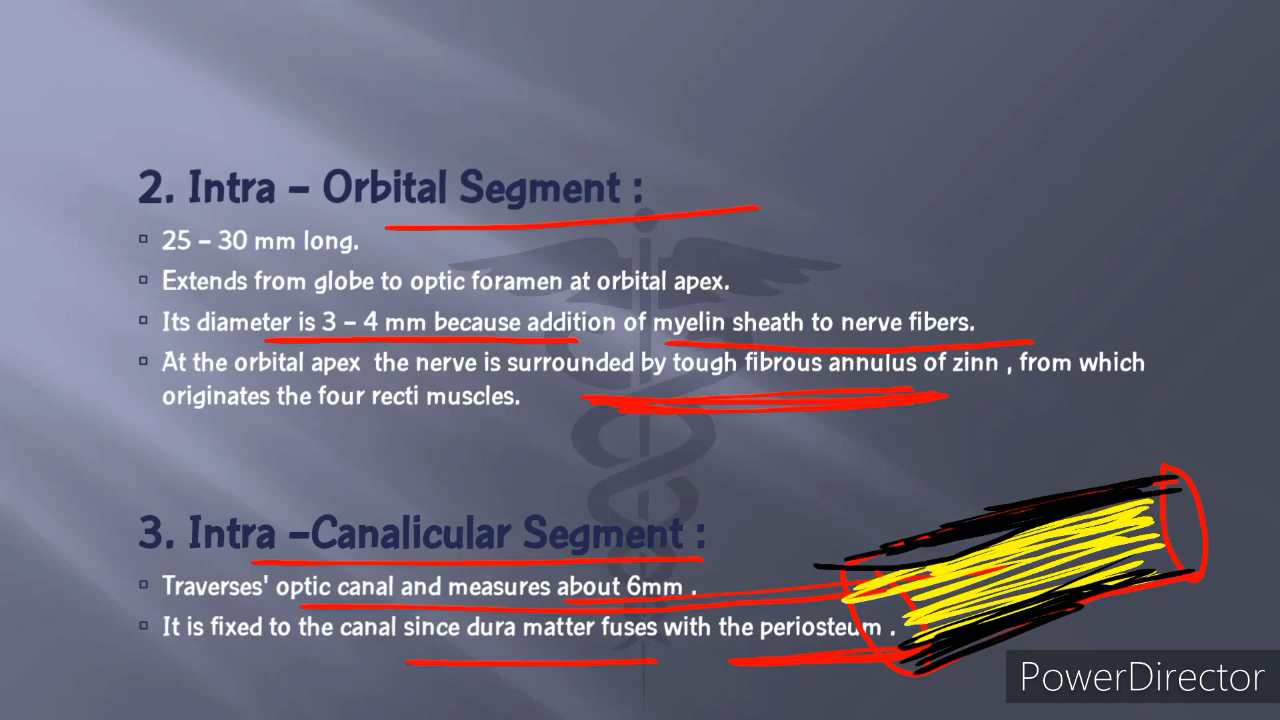 2. Intra – Orbital Segment :
25 – 30 mm long.
Extends from globe to optic foramen at orbital apex.
Its diameter is 3 – 4 mm because addition of myelin sheath to nerve fibers.
At the orbital apex the nerve is surrounded by tough fibrous annulus of zinn , from which
originates the four recti muscles.
3. Intra –Canalicular Segment :
Traverses' optic canal and measures about 6mm .
It is fixed to the canal since dura matter fuses with the periosteum .
PowerDirector